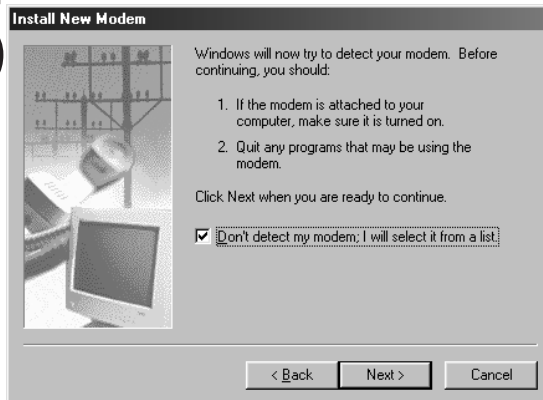 Install New Modem
Windows will now try to detect your modem. Before
continuing, you should:
1. If the modem is attached to your
computer, make sure it is turned on.
2. Quit any programs that may be using the
modem.
Click Next when you are ready to continue.
Don't detect my modem; I will select it from a list.
< Back
Next >
Cancel